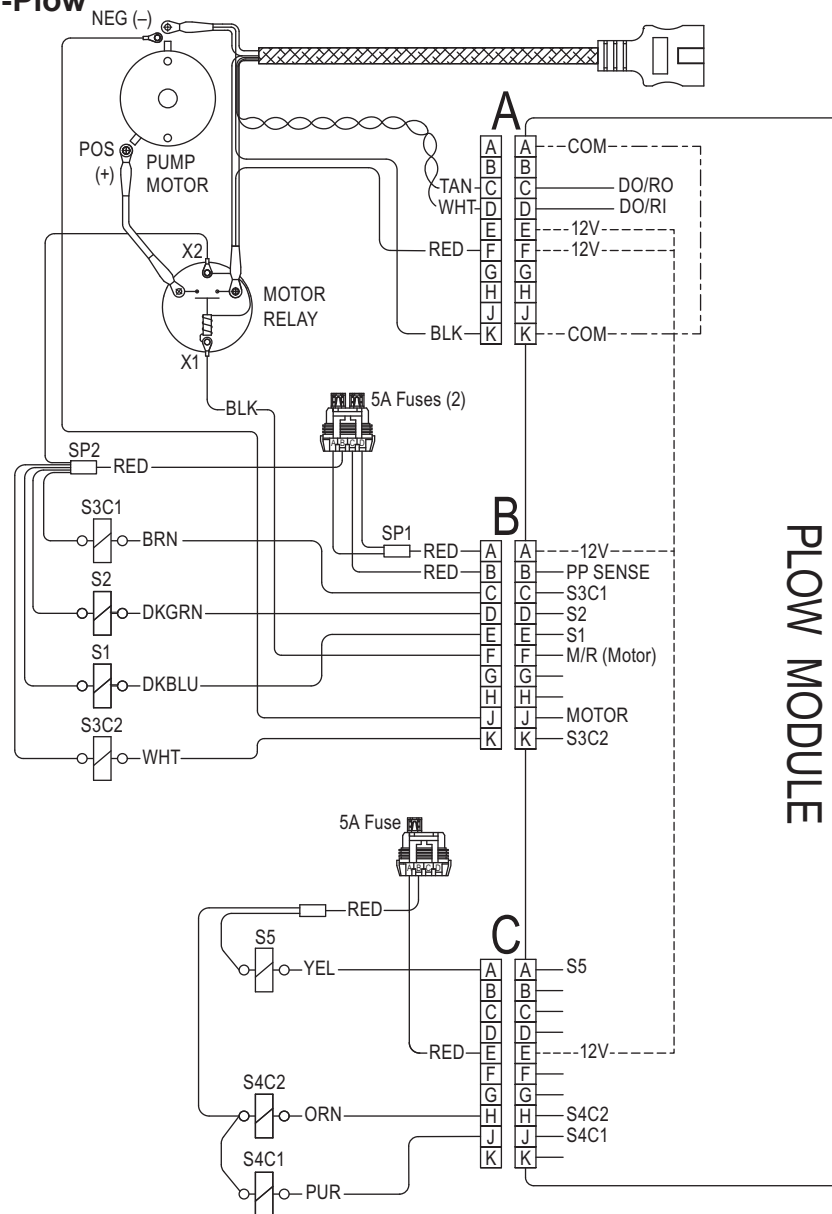 -Plow
NEG (–)
POS
(+)
PUMP
MOTOR
X2
MOTOR
RELAY
X1
BLK
5A Fuses (2)
A B C D
SP2
RED
SP1
S3C1
BRN
S2
DKGRN
S1
DKBLU
S3C2
WHT
A
TAN
WHT
RED
BLK
A
B
C
D
E
F
G
H
J
K
A
B
C
D
E
F
G
H
J
K
COM
DO/RO
DO/RI
12V
12V
COM
B
RED
RED
A
B
C
D
E
F
G
H
J
K
A
B
C
D
E
F
G
H
J
K
12V
PP SENSE
S3C1
S2
S1
M/R (Motor)
MOTOR
S3C2
PLOW MODULE
5A Fuse
A B C D
RED
S5
YEL
RED
S4C2
ORN
S4C1
PUR
C
A
B
C
D
E
F
G
H
J
K
A
B
C
D
E
F
G
H
J
K
S5
12V
S4C2
S4C1